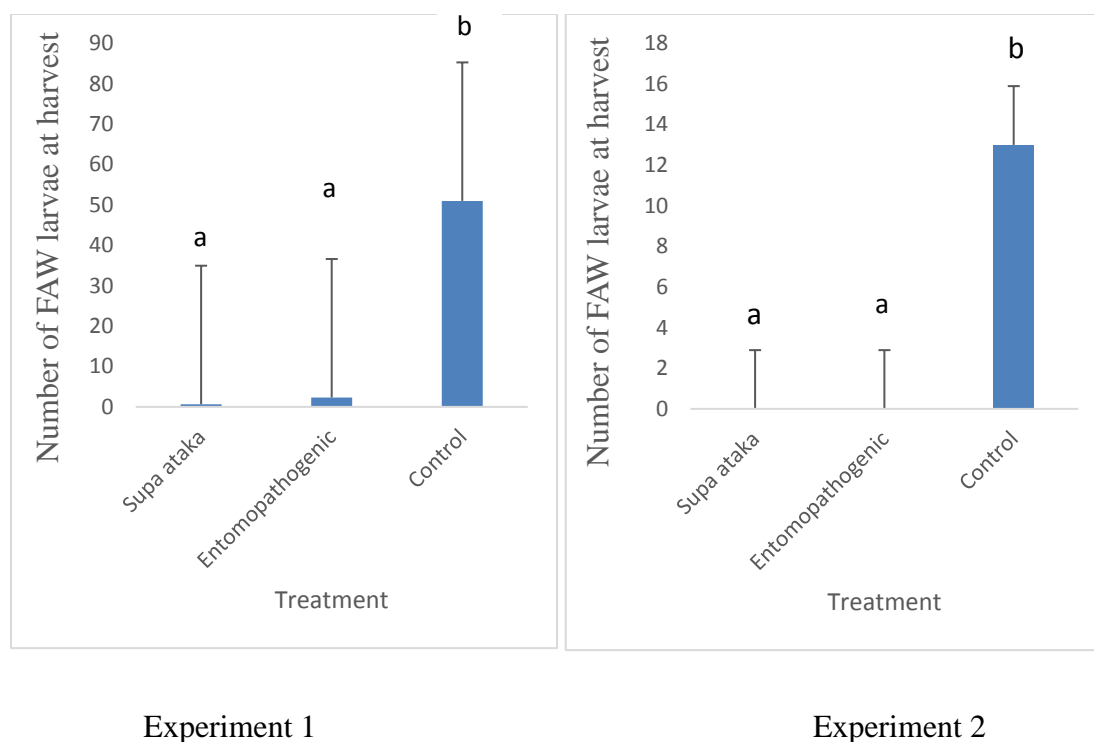 Number of FAW larvae at harvest
90
80
70
60
50
40
30
20
10
0
a
a
b
Supa ataka
Entomopathogenic
Control
Treatment
Number of FAW larvae at harvest
18
16
14
12
10
8
6
4
2
0
a
a
b
Supa ataka
Entomopathogenic
Control
Treatment
Experiment 1
Experiment 2